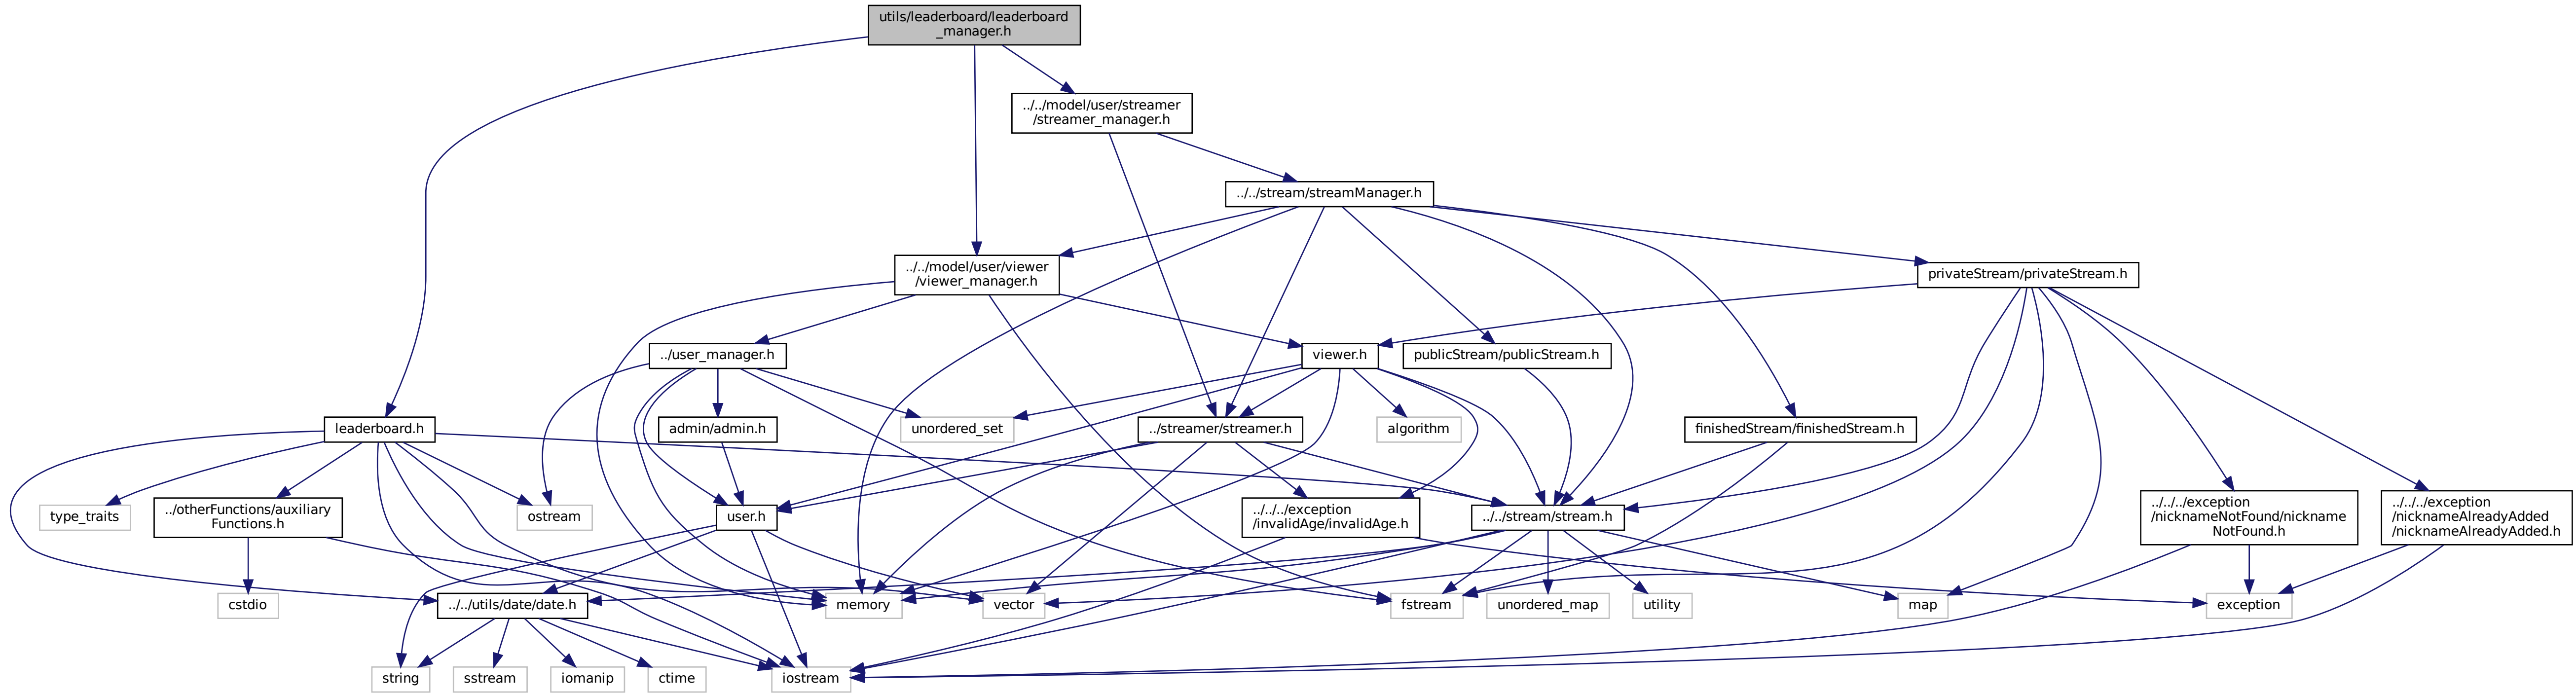 utils/leaderboard/leaderboard
_manager.h
../../model/user/streamer
/streamer_manager.h
../../stream/streamManager.h
../../model/user/viewer
/viewer_manager.h
privateStream/privateStream.h
../user_manager.h
viewer.h
publicStream/publicStream.h
leaderboard.h
admin/admin.h
unordered_set
../streamer/streamer.h
algorithm
finishedStream/finishedStream.h
type_traits
../otherFunctions/auxiliary
Functions.h
ostream
user.h
../../../exception
/invalidAge/invalidAge.h
../../stream/stream.h
../../../exception
/nicknameNotFound/nickname
NotFound.h
../../../exception
/nicknameAlreadyAdded
/nicknameAlreadyAdded.h
cstdio
../../utils/date/date.h
memory
vector
fstream
unordered_map
utility
map
exception
string
sstream
iomanip
ctime
iostream